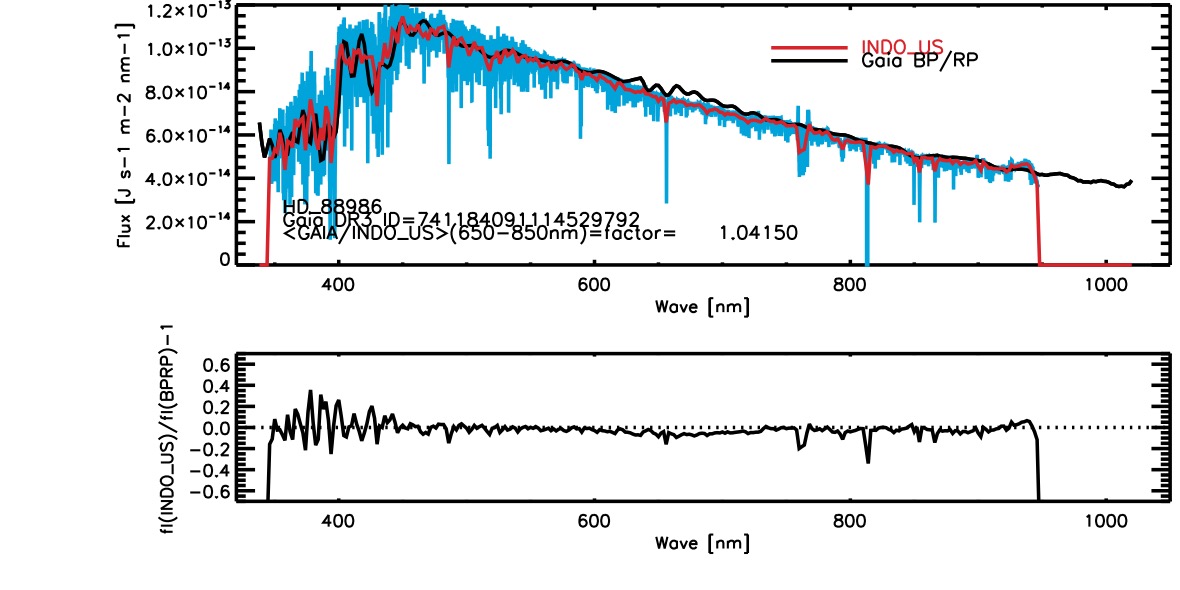 1.2×10−13
1.0×10−13
8.0×10−14
6.0×10−14
4.0×10−14
2.0×10−14
0
Flux [J s−1 m−2 nm−1]
INDO_US
Gaia BP/RP
HD_88986
Gaia DR3 ID=741184091114529792
<GAIA/INDO_US>(650−850nm)=factor= 1.04150
400 600 800 1000
Wave [nm]
0.6
0.4
0.2
0.0
−0.2
−0.4
−0.6
fl(INDO_US)/fl(BPRP)−1
400 600 800 1000
Wave [nm]